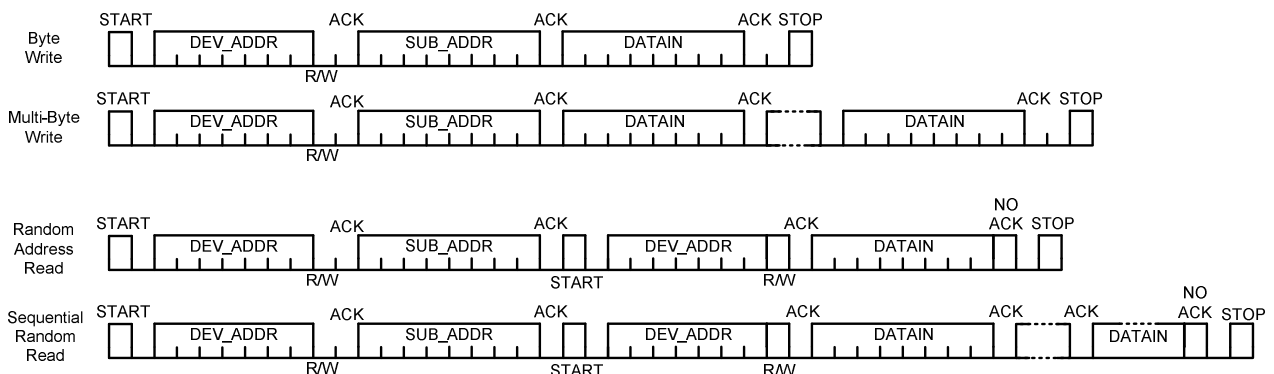 START ACK ACK ACK STOP
Byte Write DEV_ADDR SUB_ADDR DATAIN
R/W
START ACK ACK ACK ACK STOP
Multi-Byte Write DEV_ADDR SUB_ADDR DATAIN DATAIN
R/W
NO
START ACK ACK ACK ACK STOP
Random Address Read DEV_ADDR SUB_ADDR DEV_ADDR DATAIN
R/W START R/W
NO
START ACK ACK ACK ACK ACK ACK STOP
Sequential Random Read DEV_ADDR SUB_ADDR DEV_ADDR DATAIN DATAIN
R/W START R/W